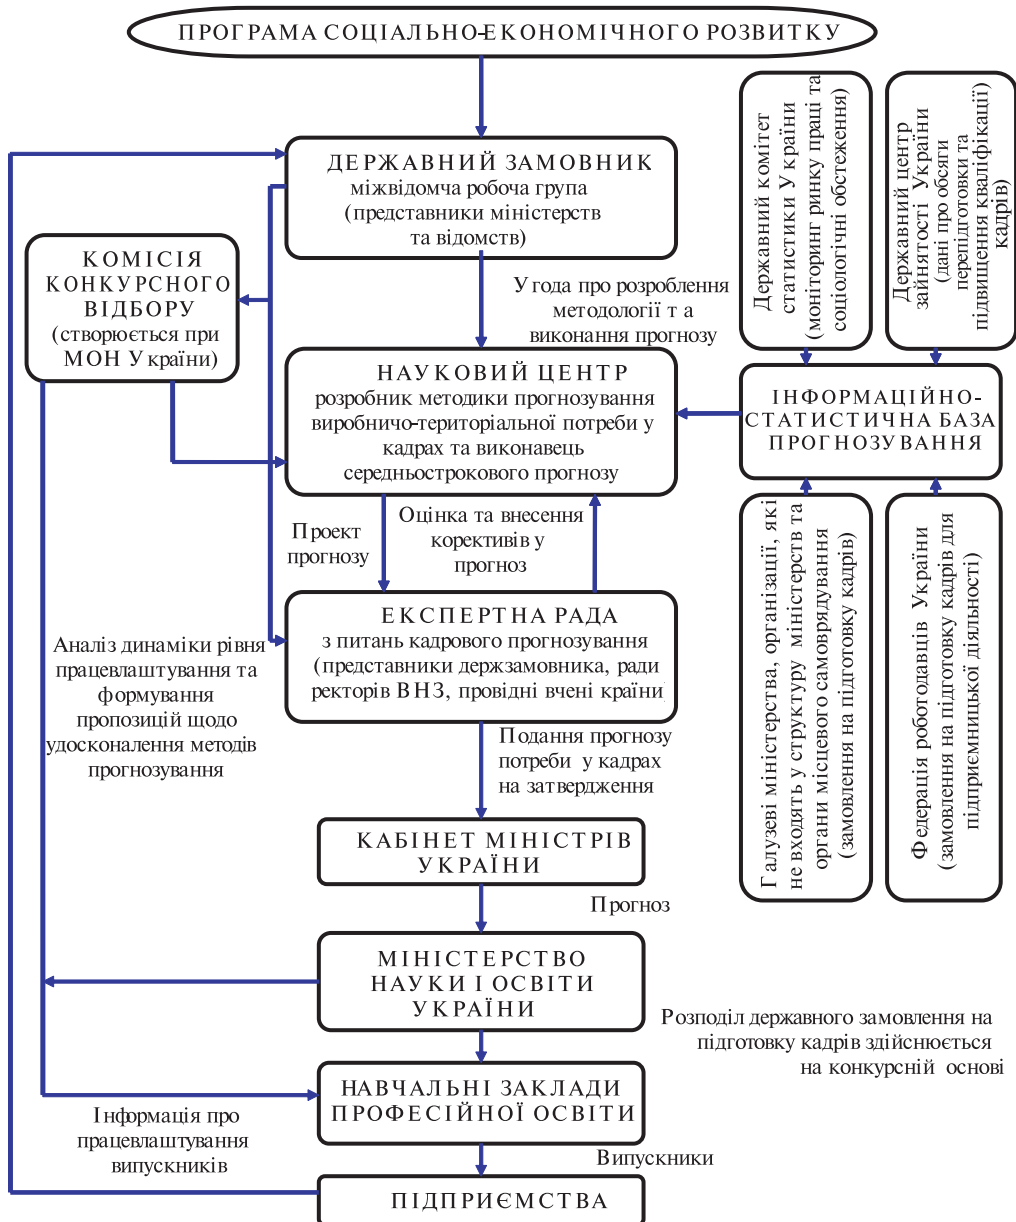 ПРОГРАМА СОЦІАЛЬНО-ЕКОНОМІЧНОГО РОЗВИТКУ
ДЕРЖАВНИЙ ЗАМОВНИК
міжвідомча робоча група
(представники міністерств
та відомств)
Державний комітет
статистики України
(моніторинг ринку праці та
соціологічні обстеження)
Державний центр
зайнятості України
(дані про обсяги
перепідготовки та
підвищення кваліфікації
кадрів)
КОМІСІЯ
КОНКУРСНОГО
ВІДБОРУ
(створюється при
МОН України)
Угода про розроблення
методології т а
виконання прогнозу
НАУКОВИЙ ЦЕНТР
розробник методики прогнозування
виробничо-територіальної потреби у
кадрах та виконавець
середньострокового прогнозу
ІНФОРМАЦІЙНО-
СТАТИСТИЧНА БАЗА
ПРОГНОЗУВАННЯ
Проект
прогнозу
Оцінка та внесення
корективів у
прогноз
Галузеві міністерства, організації, які
не входять у структуру міністерств та
органи місцевого самоврядування
(замовлення на підготовку кадрів)
Федерація роботодавців України
(замовлення на підготовку кадрів для
підприємницької діяльності)
ЕКСПЕРТНА РАДА
з питань кадрового прогнозування
(представники держзамовника, ради
ректорів ВНЗ, провідні вчені країни)
Аналіз динаміки рівня
працевлаштування та
формування
пропозицій щодо
удосконалення методів
прогнозування
Подання прогнозу
потреби у кадрах
на затвердження
КАБІНЕТ МІНІСТРІВ
УКРАЇНИ
Прогноз
МІНІСТЕРСТВО
НАУКИ І ОСВІТИ
УКРАЇНИ
Розподіл державного замовлення на
підготовку кадрів здійснюється
на конкурсній основі
НАВЧАЛЬНІ ЗАКЛАДИ
ПРОФЕСІЙНОЇ ОСВІТИ
Інформація про
працевлаштування
випускників
Випускники
ПІДПРИЄМСТВА